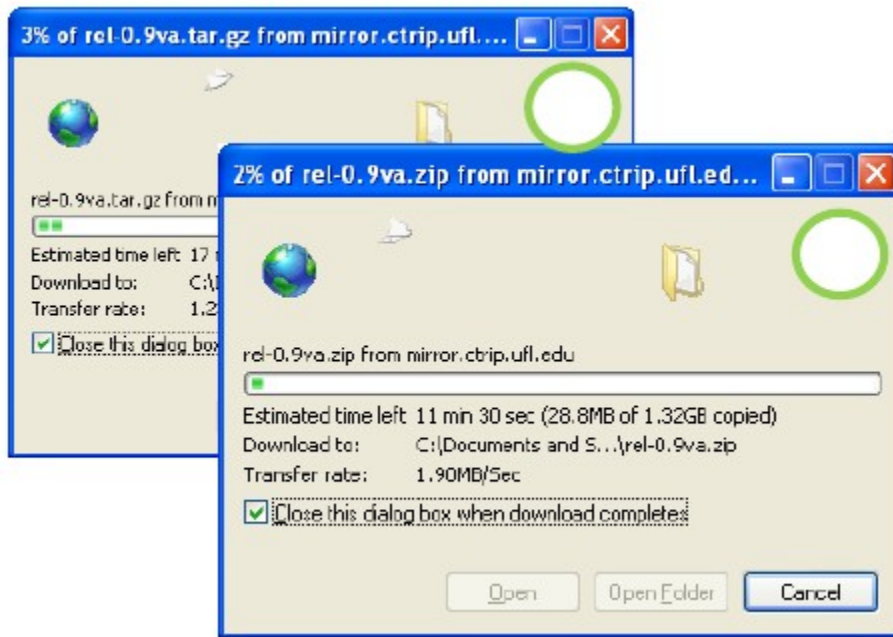 3% of rel-0.9va.tar.gz from mirror.ctrip.ufl....
rel-0.9va.tar.gz from
Estimated time left 17
Download to: C:\
Transfer rate: 1.2
Close this dialog box
2% of rel-0.9va.zip from mirror.ctrip.ufl.ed...
rel-0.9va.zip from mirror.ctrip.ufl.edu
Estimated time left 11 min 30 sec (28.8MB of 1.32GB copied)
Download to: C:\Documents and S...\rel-0.9va.zip
Transfer rate: 1.90MB/Sec
Close this dialog box when download completes
Open
Open Folder
Cancel